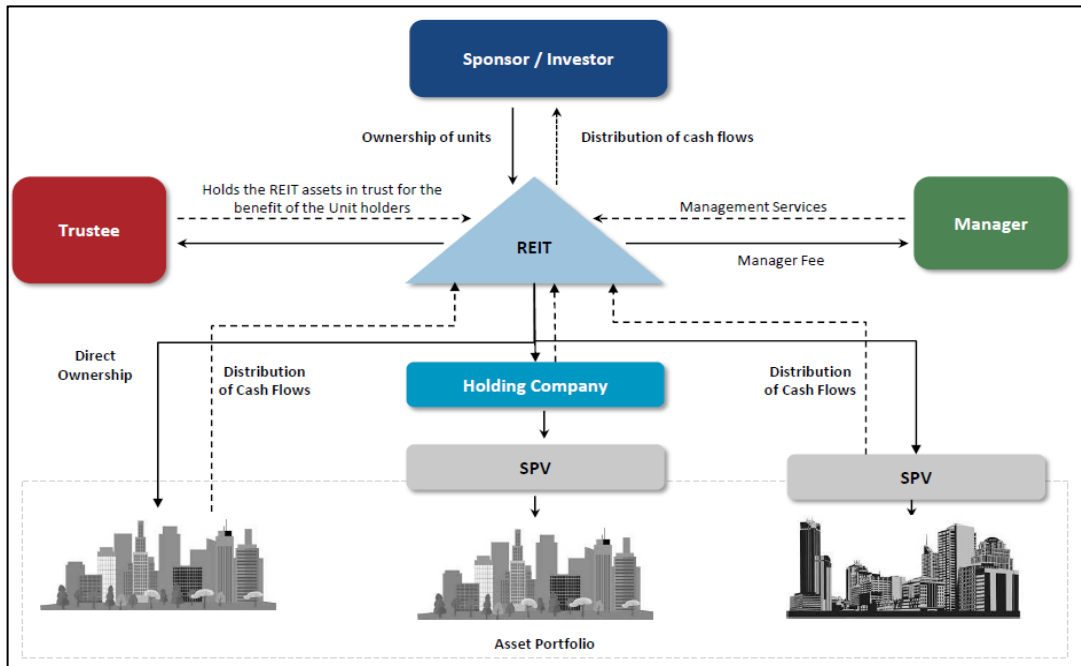 Sponsor / Investor
Ownership of units
Distribution of cash flows
Holds the REIT assets in trust for the
benefit of the Unit holders
Management Services
Trustee
REIT
Manager
Manager Fee
Direct
Ownership
Distribution
of Cash Flows
Holding Company
Distribution
of Cash Flows
SPV
SPV
Asset Portfolio